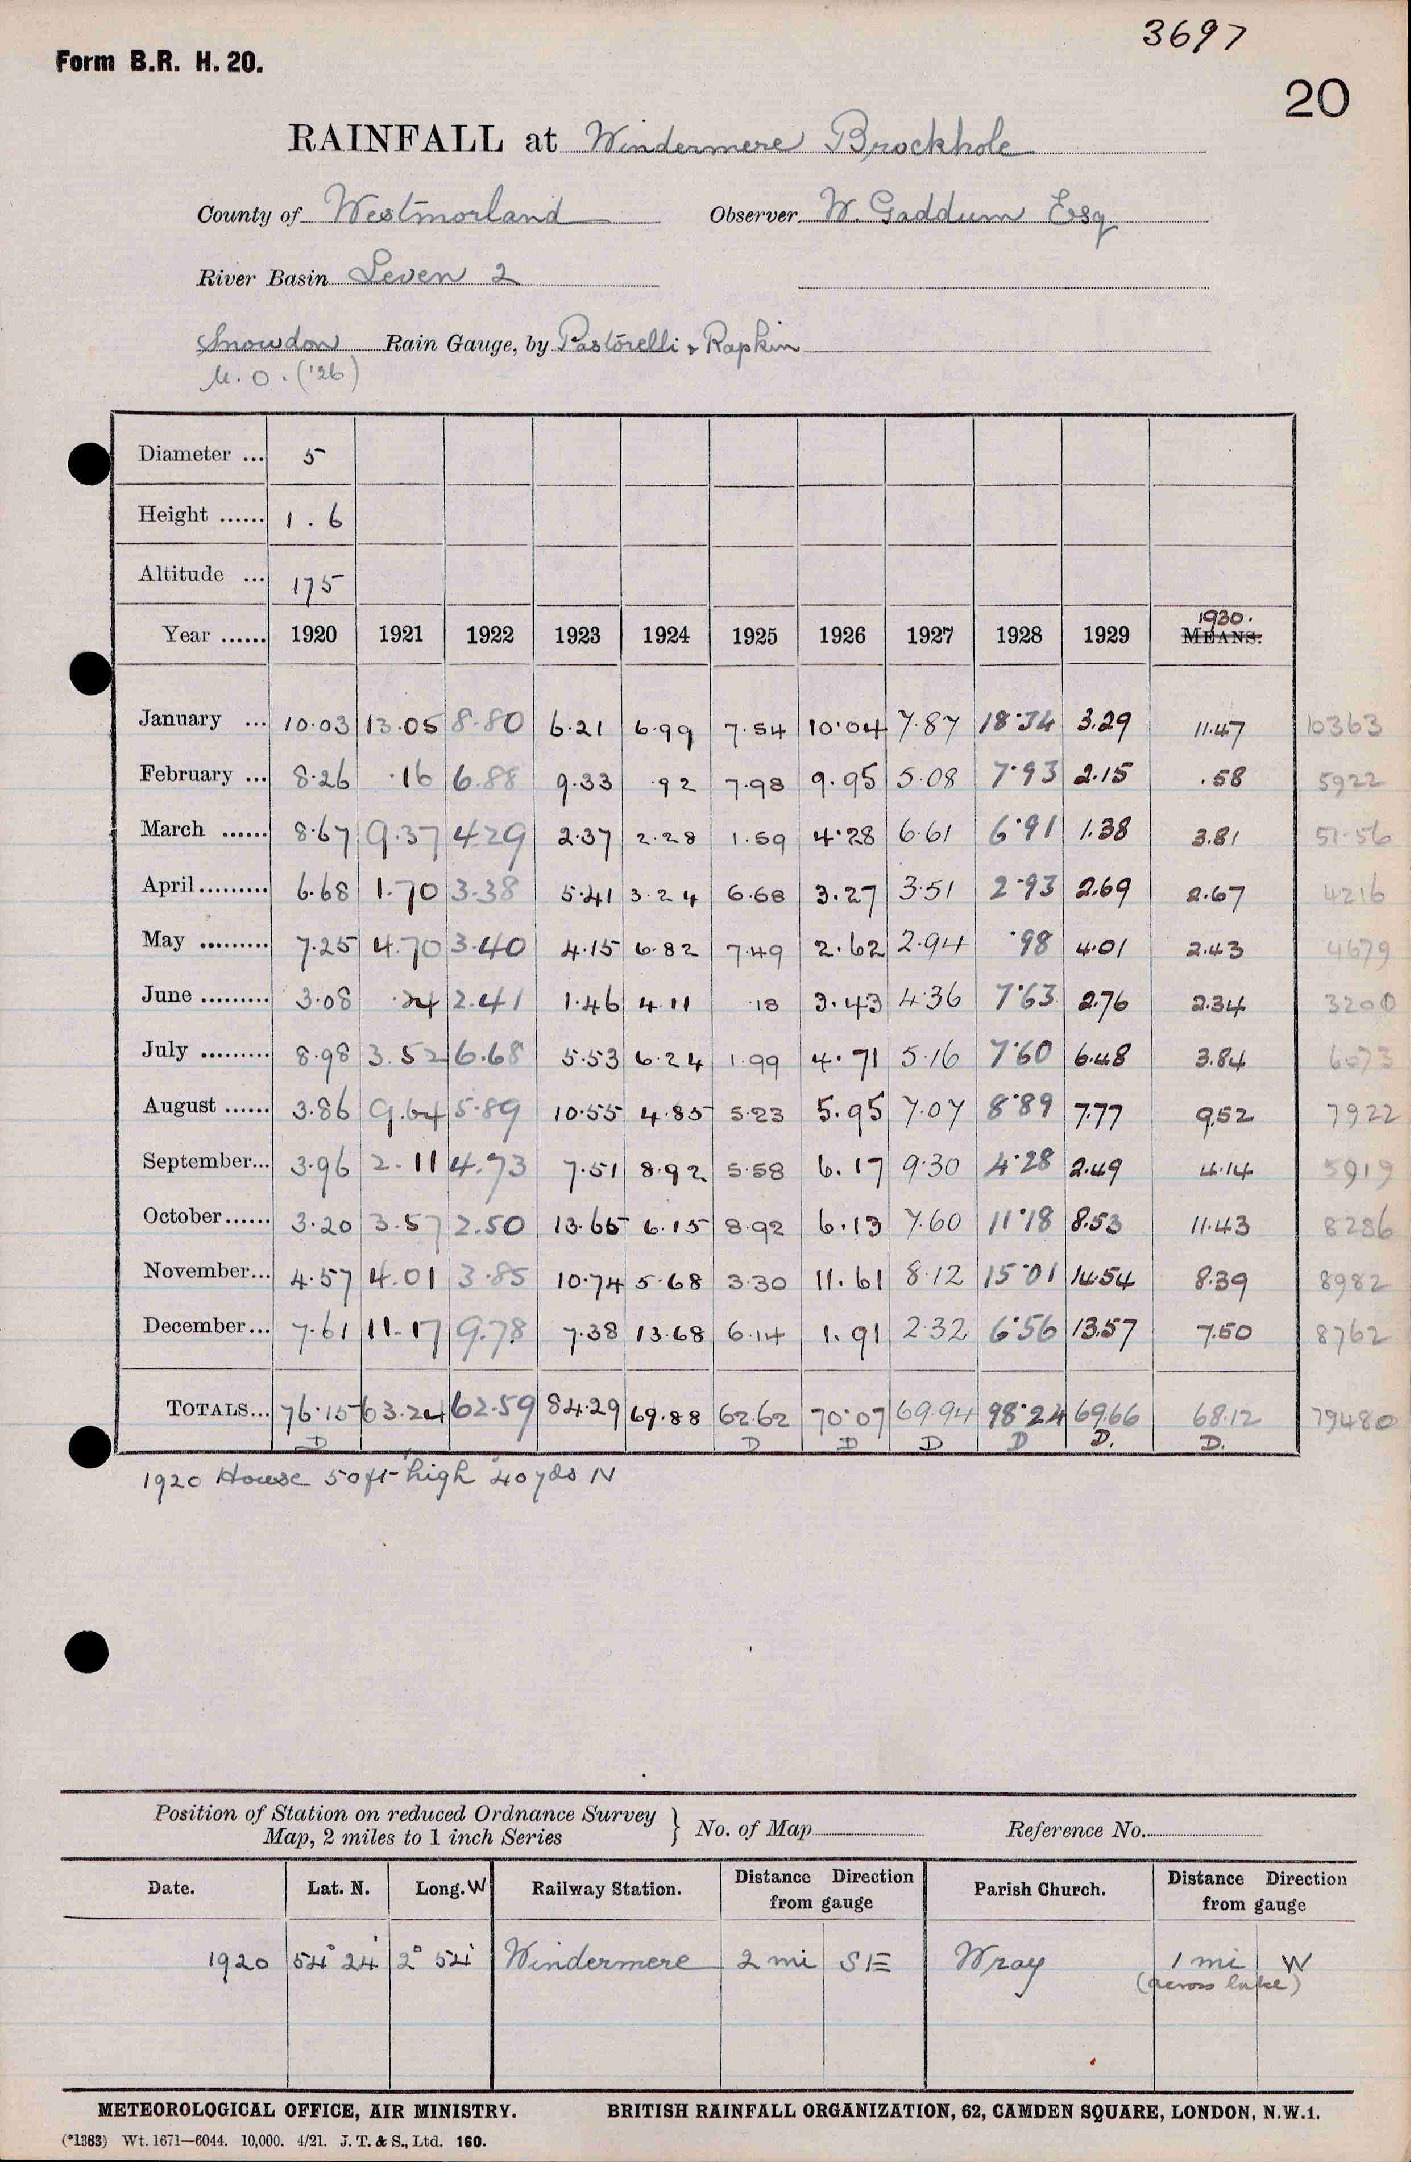 3697
Form B.R. H. 20.
20
RAINFALL at Windermere Brockhole
County of Westmorland Observer W. Gaddum Esq
River Basin Leven 2
Snowdon Rain Gauge, by Pastorelli & Rapkin
M.O. ('26)
Diameter ... 5
Height ...... 1.6
Altitude ... 175
1930.
Year ...... 1920 1921 1922 1923 1924 1925 1926 1927 1928 1929 MEANS.
January ... 10.03 13.05 8.80 6.21 6.99 7.54 10.04 7.87 18.34 3.29 11.47 10363
February ... 8.26 .16 6.88 9.33 .92 7.98 9.95 5.08 7.93 2.15 .58 5922
March ...... 8.67 9.37 4.29 2.37 2.28 1.59 4.28 6.61 6.91 1.38 3.81 51.56
April ......... 6.68 1.70 3.38 5.41 3.24 6.68 3.27 3.51 2.93 2.69 2.67 4216
May ......... 7.25 4.70 3.40 4.15 6.82 7.49 2.62 2.94 .98 4.01 2.43 4679
June ......... 3.08 .24 2.41 1.46 4.11 .18 3.43 4.36 7.63 2.76 2.34 3200
July ......... 8.98 3.52 6.68 5.53 6.24 1.99 4.71 5.16 7.60 6.48 3.84 6073
August ...... 3.86 9.64 5.89 10.55 4.85 5.23 5.95 7.07 8.89 7.77 9.52 7922
September... 3.96 2.11 4.73 7.51 8.92 5.58 6.17 9.30 4.28 2.49 4.14 5919
October...... 3.20 3.57 2.50 13.65 6.15 8.92 6.13 7.60 11.18 8.53 11.43 8286
November... 4.57 4.01 3.85 10.74 5.68 3.30 11.61 8.12 15.01 14.54 8.39 8982
December... 7.61 11.17 9.78 7.38 13.68 6.14 1.91 2.32 6.56 13.57 7.50 8762
TOTALS... 76.15 63.24 62.59 84.29 69.88 62.62 70.07 69.94 98.24 69.66 68.12 79480
D D D D D D. D.
1920 House 50ft high 40yds N
Position of Station on reduced Ordnance Survey
Map, 2 miles to 1 inch Series } No. of Map Reference No.
Date. Lat. N. Long. W Railway Station. Distance Direction from gauge Parish Church. Distance Direction from gauge
1920 54° 24' 2° 54' Windermere 2 mi SE Wray 1 mi W
(across lake)
METEOROLOGICAL OFFICE, AIR MINISTRY. BRITISH RAINFALL ORGANIZATION, 62, CAMDEN SQUARE, LONDON, N.W.1.
(*1383) Wt. 1671—6044. 10,000. 4/21. J. T. & S., Ltd. 160.